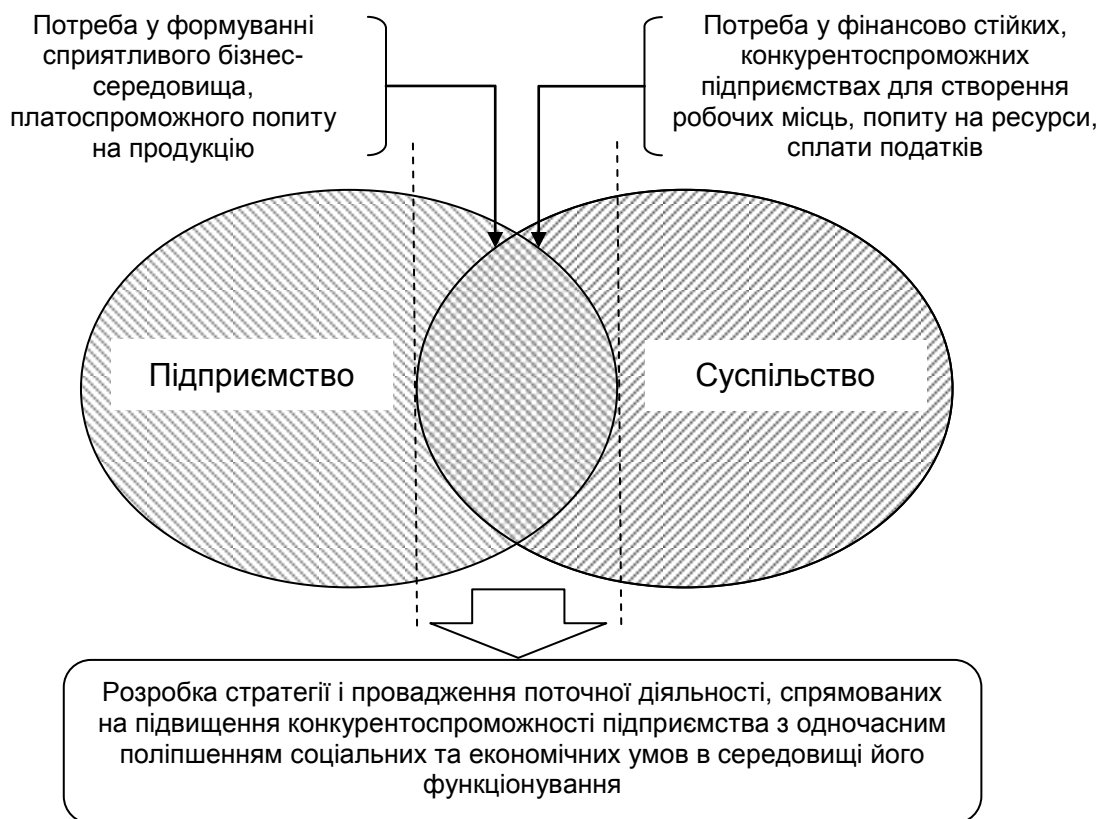 Потреба у формуванні
сприятливого бізнес-
середовища,
платоспроможного попиту
на продукцію
Потреба у фінансово стійких,
конкурентоспроможних
підприємствах для створення
робочих місць, попиту на ресурси,
сплати податків
Підприємство
Суспільство
Розробка стратегії і провадження поточної діяльності, спрямованих
на підвищення конкурентоспроможності підприємства з одночасним
поліпшенням соціальних та економічних умов в середовищі його
функціонування